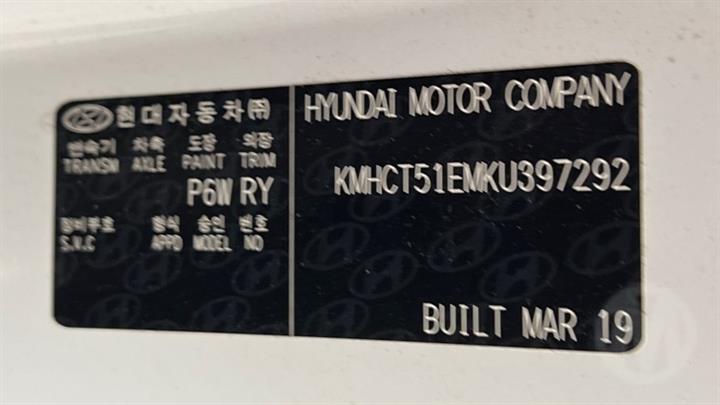 현대자동차㈜
변속기 차축 도장 의장
TRANSM AXLE PAINT TRIM
P6W RY
정비부호 형식 승인 번호
S.V.C APPD MODEL NO
HYUNDAI MOTOR COMPANY
KMHCT51EMKU397292
BUILT MAR 19